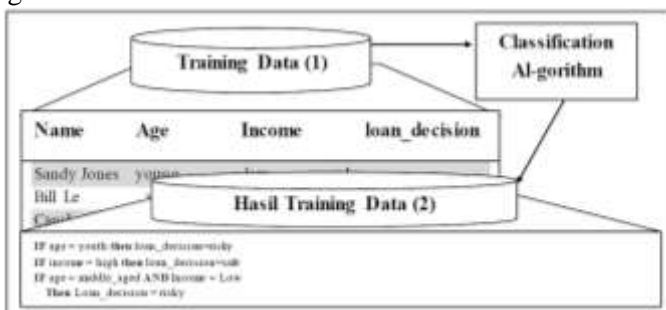 Training Data (1)
Classification
Al-gorithm
Name Age Income loan_decision
Sandy Jones
Bill Le
Hasil Training Data (2)
IF age = youth then loan_decision=risky
IF income = high then loan_decision=safe
IF age = middle_aged AND Income = Low
Then Loan_decision = risky